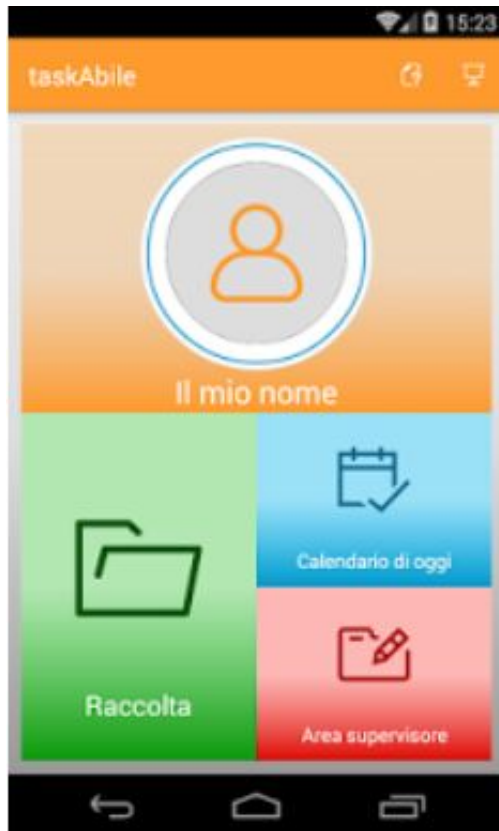 15:23
taskAbile
Il mio nome
Calendario di oggi
Raccolta
Area supervisore